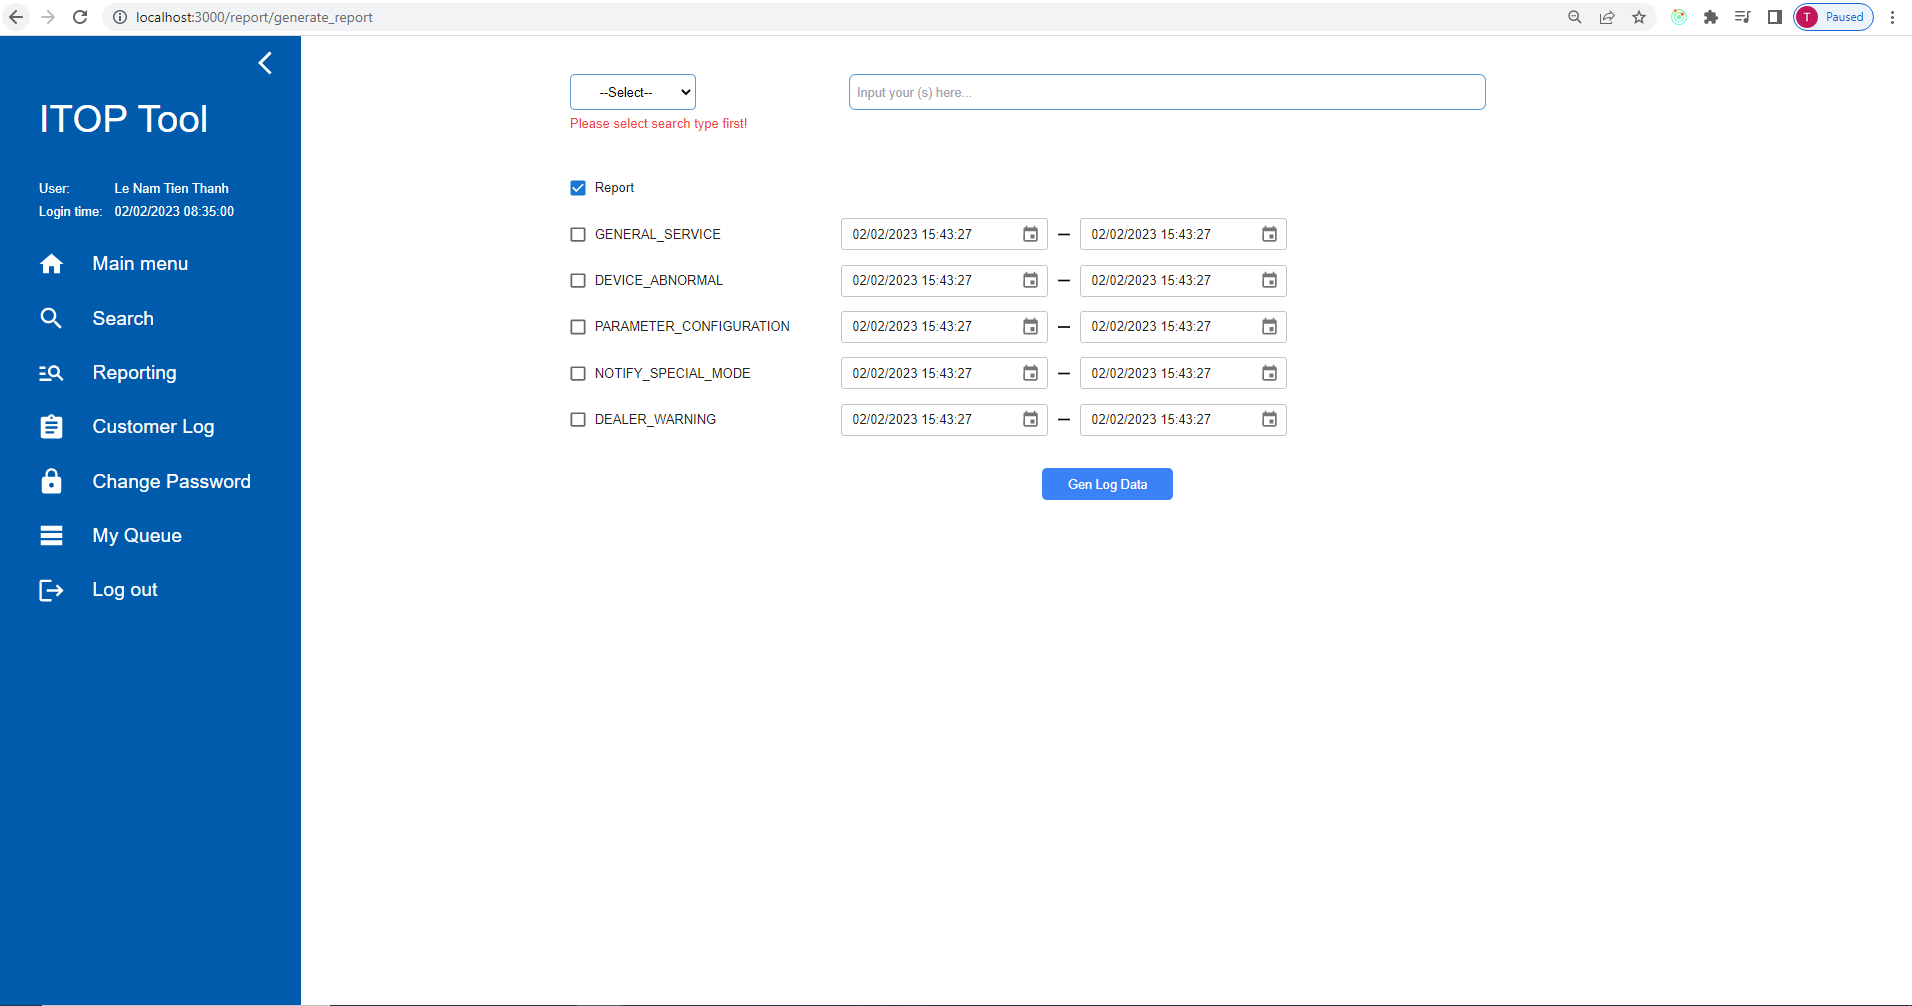 localhost:3000/report/generate_report
T Paused
ITOP Tool
User: Le Nam Tien Thanh
Login time: 02/02/2023 08:35:00
Main menu
Search
Reporting
Customer Log
Change Password
My Queue
Log out
--Select-- Input your (s) here...
Please select search type first!
Report
GENERAL_SERVICE 02/02/2023 15:43:27 — 02/02/2023 15:43:27
DEVICE_ABNORMAL 02/02/2023 15:43:27 — 02/02/2023 15:43:27
PARAMETER_CONFIGURATION 02/02/2023 15:43:27 — 02/02/2023 15:43:27
NOTIFY_SPECIAL_MODE 02/02/2023 15:43:27 — 02/02/2023 15:43:27
DEALER_WARNING 02/02/2023 15:43:27 — 02/02/2023 15:43:27
Gen Log Data